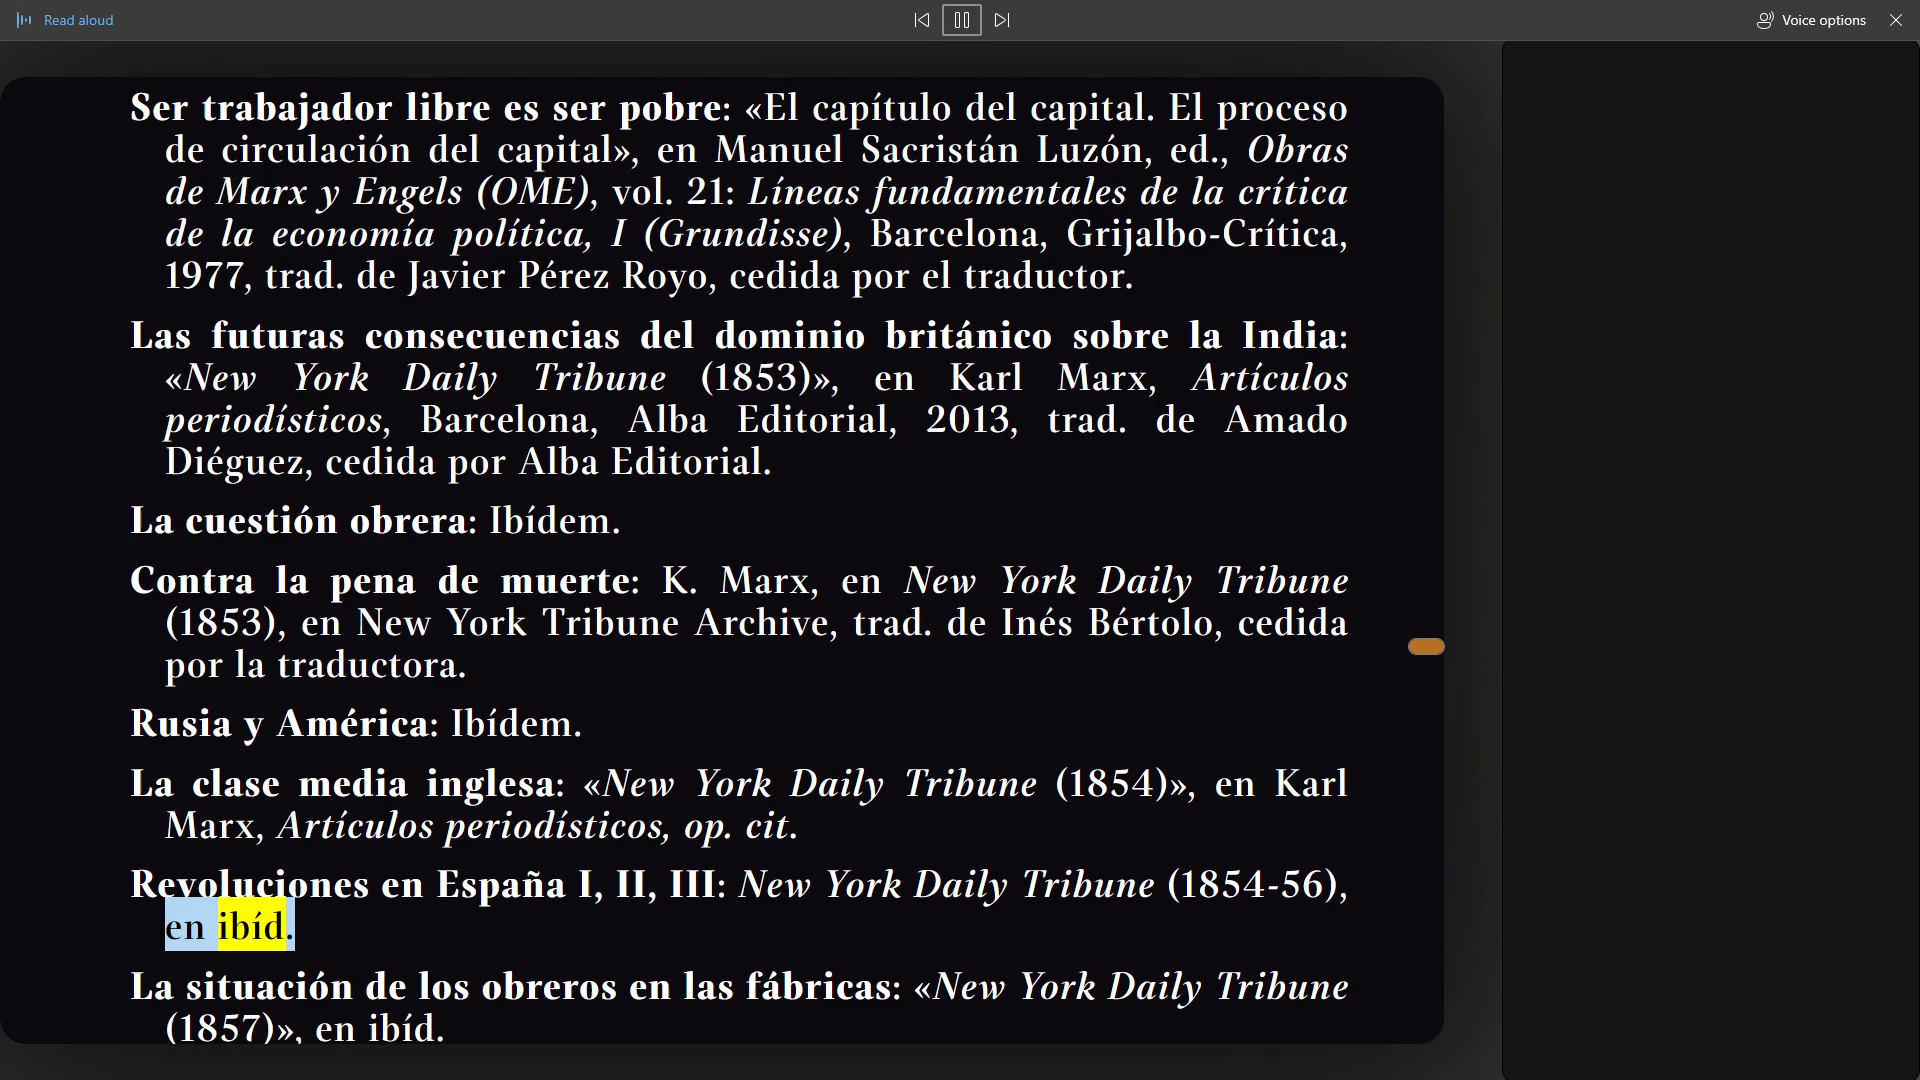 Read aloud
Voice options
Ser trabajador libre es ser pobre: «El capítulo del capital. El proceso
de circulación del capital», en Manuel Sacristán Luzón, ed., Obras
de Marx y Engels (OME), vol. 21: Líneas fundamentales de la crítica
de la economía política, I (Grundisse), Barcelona, Grijalbo-Crítica,
1977, trad. de Javier Pérez Royo, cedida por el traductor.
Las futuras consecuencias del dominio británico sobre la India:
«New York Daily Tribune (1853)», en Karl Marx, Artículos
periodísticos, Barcelona, Alba Editorial, 2013, trad. de Amado
Diéguez, cedida por Alba Editorial.
La cuestión obrera: Ibídem.
Contra la pena de muerte: K. Marx, en New York Daily Tribune
(1853), en New York Tribune Archive, trad. de Inés Bértolo, cedida
por la traductora.
Rusia y América: Ibídem.
La clase media inglesa: «New York Daily Tribune (1854)», en Karl
Marx, Artículos periodísticos, op. cit.
Revoluciones en España I, II, III: New York Daily Tribune (1854-56),
en ibíd.
La situación de los obreros en las fábricas: «New York Daily Tribune
(1857)», en ibíd.